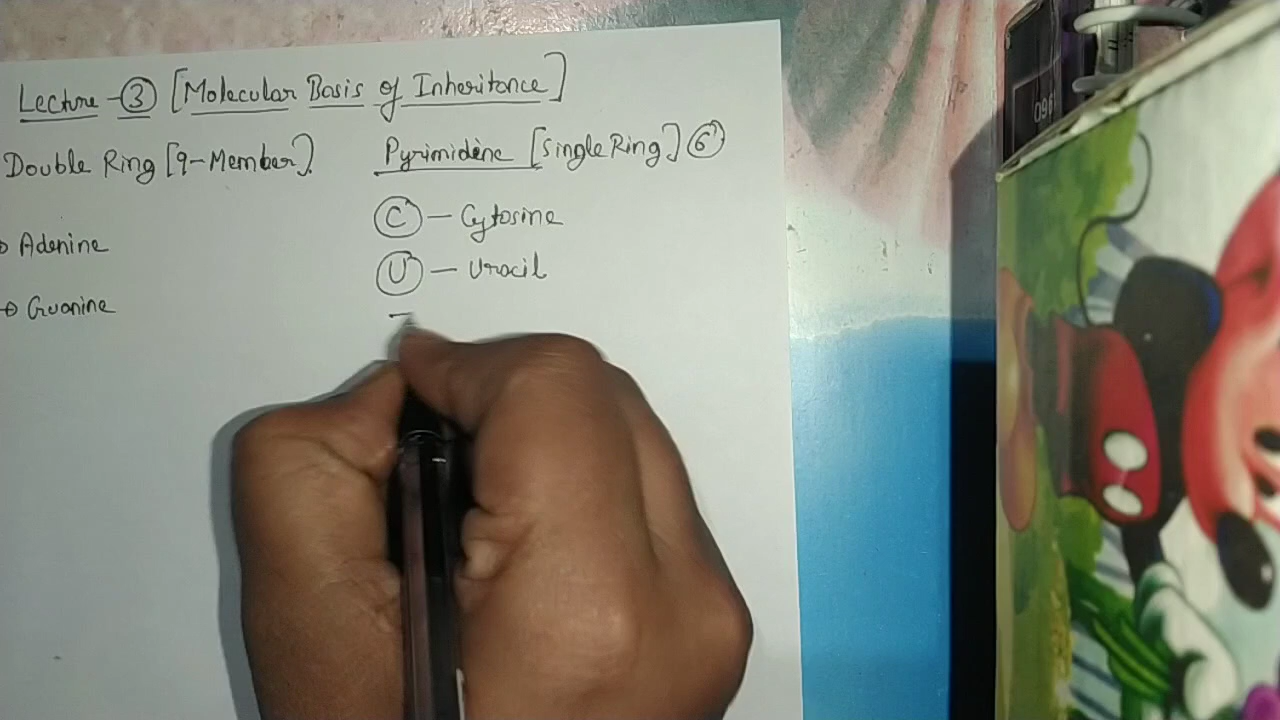 Lecture - 3 [Molecular Basis of Inheritance]
Double Ring [9-Member]. Pyrimidine [Single Ring] 6
C - Cytosine
Adenine
U - Uracil
Guanine
T